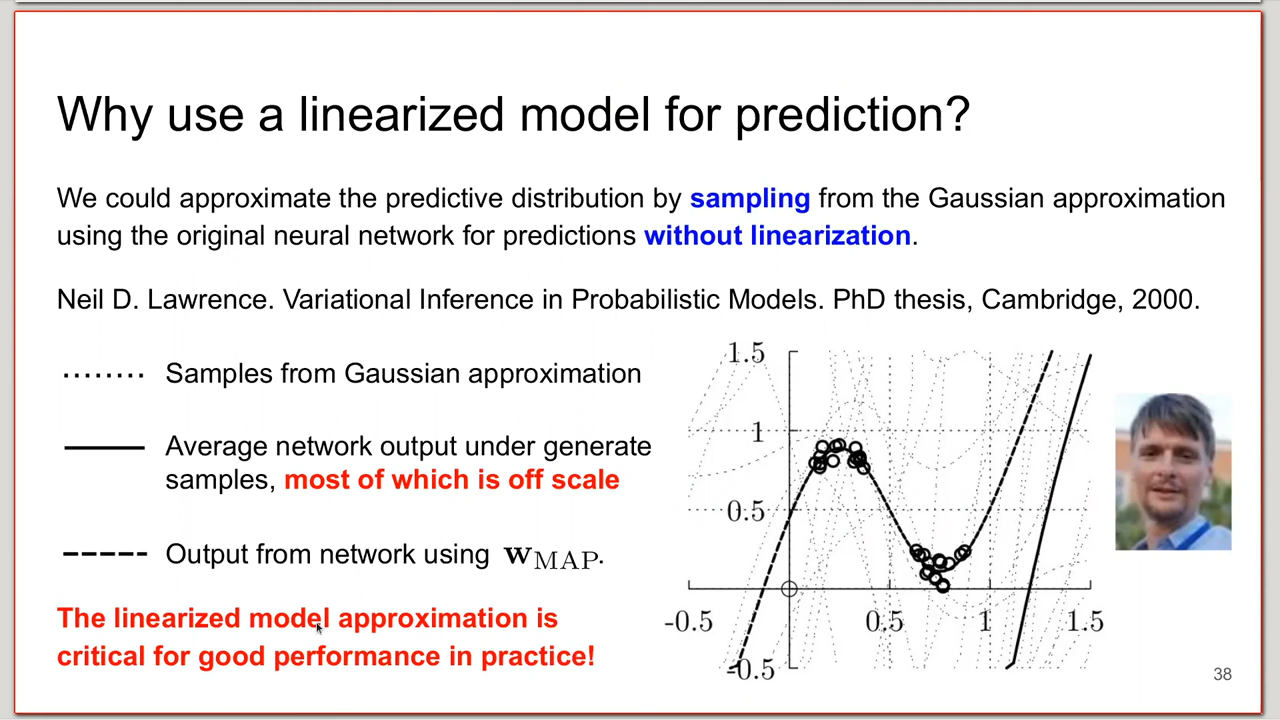 Why use a linearized model for prediction?
We could approximate the predictive distribution by sampling from the Gaussian approximation
using the original neural network for predictions without linearization.
Neil D. Lawrence. Variational Inference in Probabilistic Models. PhD thesis, Cambridge, 2000.
Samples from Gaussian approximation
Average network output under generate
samples, most of which is off scale
Output from network using w_MAP.
The linearized model approximation is
critical for good performance in practice!
1.5
1
0.5
-0.5 0.5 1 1.5
-0.5
38